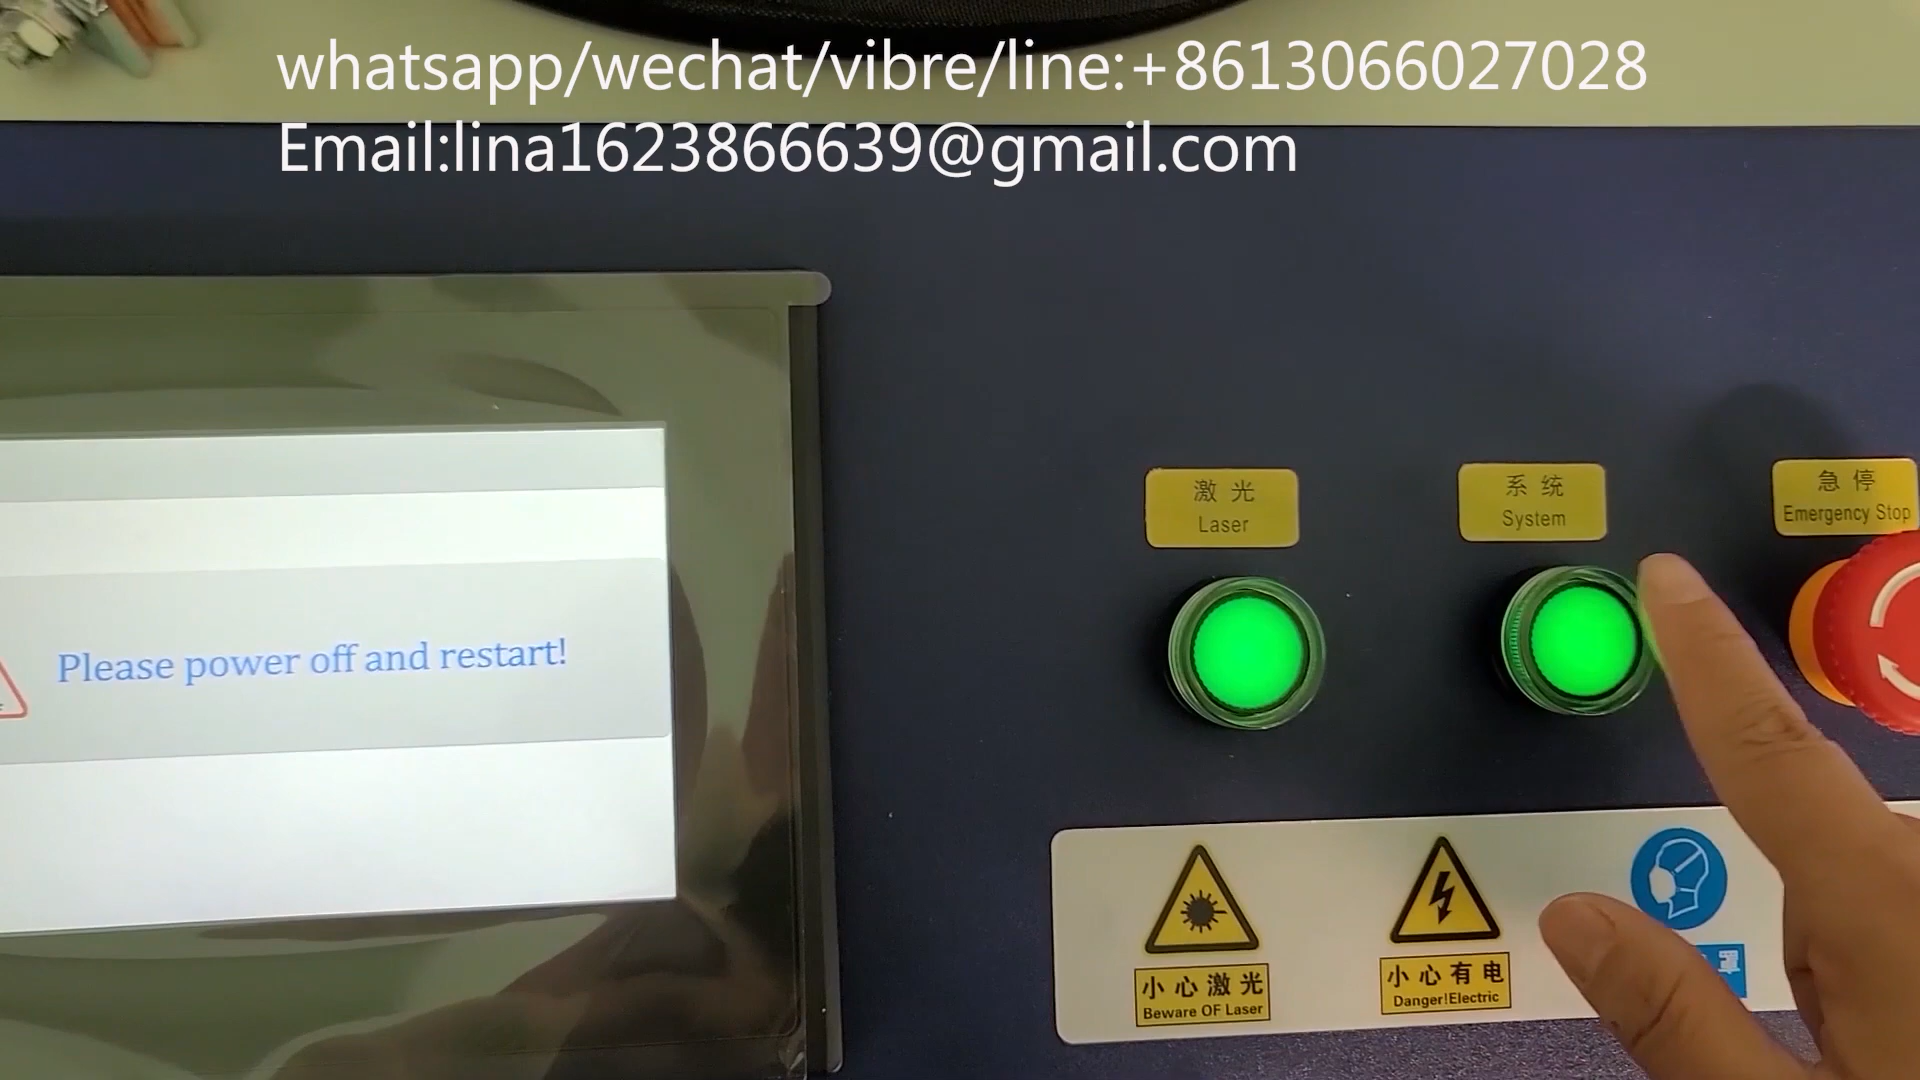 whatsapp/wechat/vibre/line:+8613066027028
Email:lina1623866639@gmail.com
激光
Laser
系统
System
急停
Emergency Stop
Please power off and restart!
小心激光
Beware OF Laser
小心有电
Danger!Electric
罩